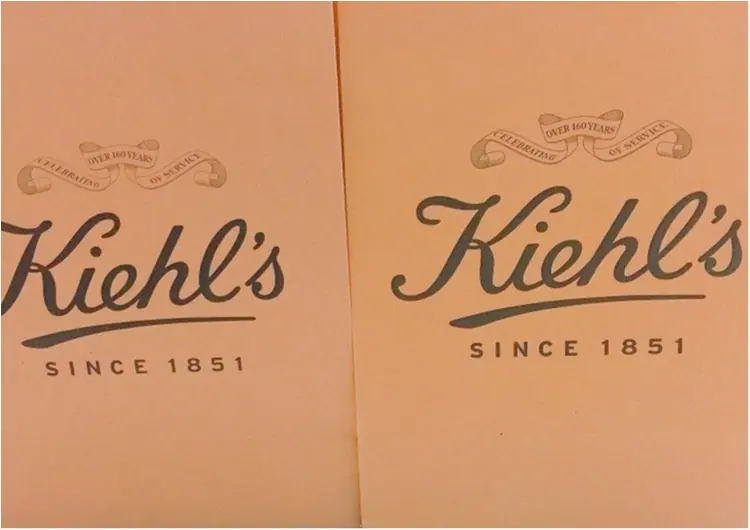 CELEBRATING OVER 160 YEARS OF SERVICE
Kiehl's
SINCE 1851
CELEBRATING OVER 160 YEARS OF SERVICE
Kiehl's
SINCE 1851